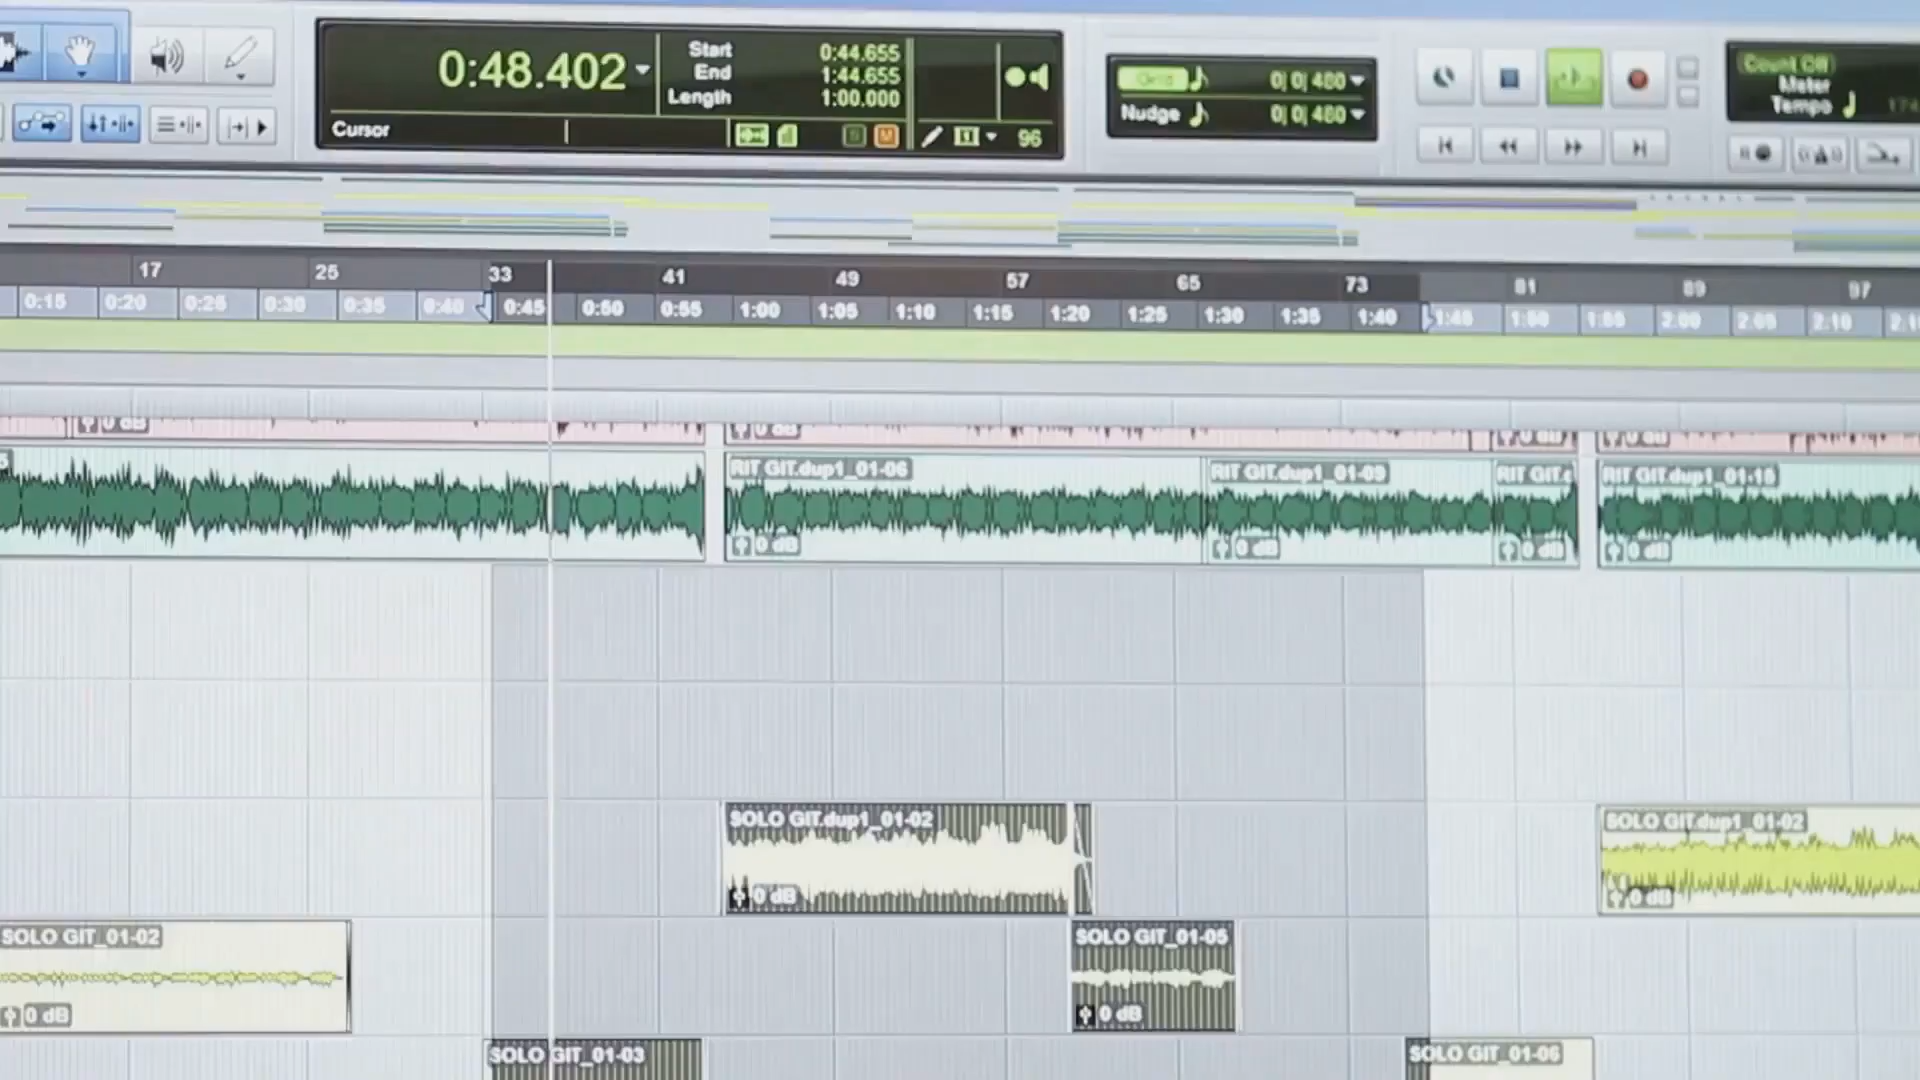 0:48.402
Start 0:44.655
End 1:44.655
Length 1:00.000
Cursor
M
96
Grid 0| 0| 480
Nudge 0| 0| 480
Count Off
Meter
Tempo
17 25 33 41 49 57 65 73 81 89 97
0:15 0:20 0:25 0:30 0:35 0:40 0:45 0:50 0:55 1:00 1:05 1:10 1:15 1:20 1:25 1:30 1:35 1:40 1:45 1:50 1:55 2:00 2:05 2:10
0 dB 0 dB 0 dB 0 dB
RIT GIT.dup1_01-06 RIT GIT.dup1_01-09 RIT GIT. RIT GIT.dup1_01-10
0 dB 0 dB 0 dB 0 dB
SOLO GIT.dup1_01-02 SOLO GIT.dup1_01-02
0 dB 0 dB
SOLO GIT_01-02 SOLO GIT_01-05
0 dB 0 dB
SOLO GIT_01-03 SOLO GIT_01-06